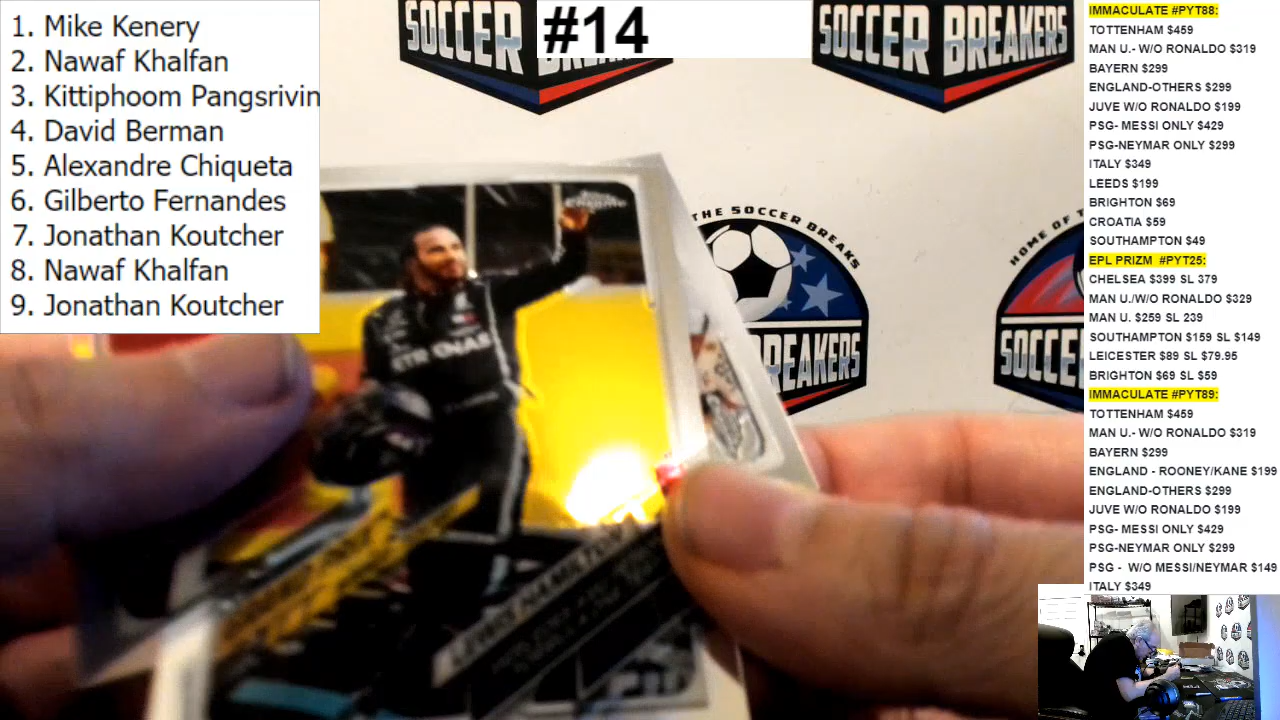 1. Mike Kenery
2. Nawaf Khalfan
3. Kittiphoom Pangsrivin
4. David Berman
5. Alexandre Chiqueta
6. Gilberto Fernandes
7. Jonathan Koutcher
8. Nawaf Khalfan
9. Jonathan Koutcher
#14
SOCCER
SOCCER BREAKERS
THE SOCCER BREAKS
BREAKERS
HOME OF
SOCCER
Chrome
LEWIS HAMILTON
IMMACULATE #PYT88:
TOTTENHAM $459
MAN U.- W/O RONALDO $319
BAYERN $299
ENGLAND-OTHERS $299
JUVE W/O RONALDO $199
PSG- MESSI ONLY $429
PSG-NEYMAR ONLY $299
ITALY $349
LEEDS $199
BRIGHTON $69
CROATIA $59
SOUTHAMPTON $49
EPL PRIZM #PYT25:
CHELSEA $399 SL 379
MAN U./W/O RONALDO $329
MAN U. $259 SL 239
SOUTHAMPTON $159 SL $149
LEICESTER $89 SL $79.95
BRIGHTON $69 SL $59
IMMACULATE #PYT89:
TOTTENHAM $459
MAN U.- W/O RONALDO $319
BAYERN $299
ENGLAND - ROONEY/KANE $199
ENGLAND-OTHERS $299
JUVE W/O RONALDO $199
PSG- MESSI ONLY $429
PSG-NEYMAR ONLY $299
PSG - W/O MESSI/NEYMAR $149
ITALY $349